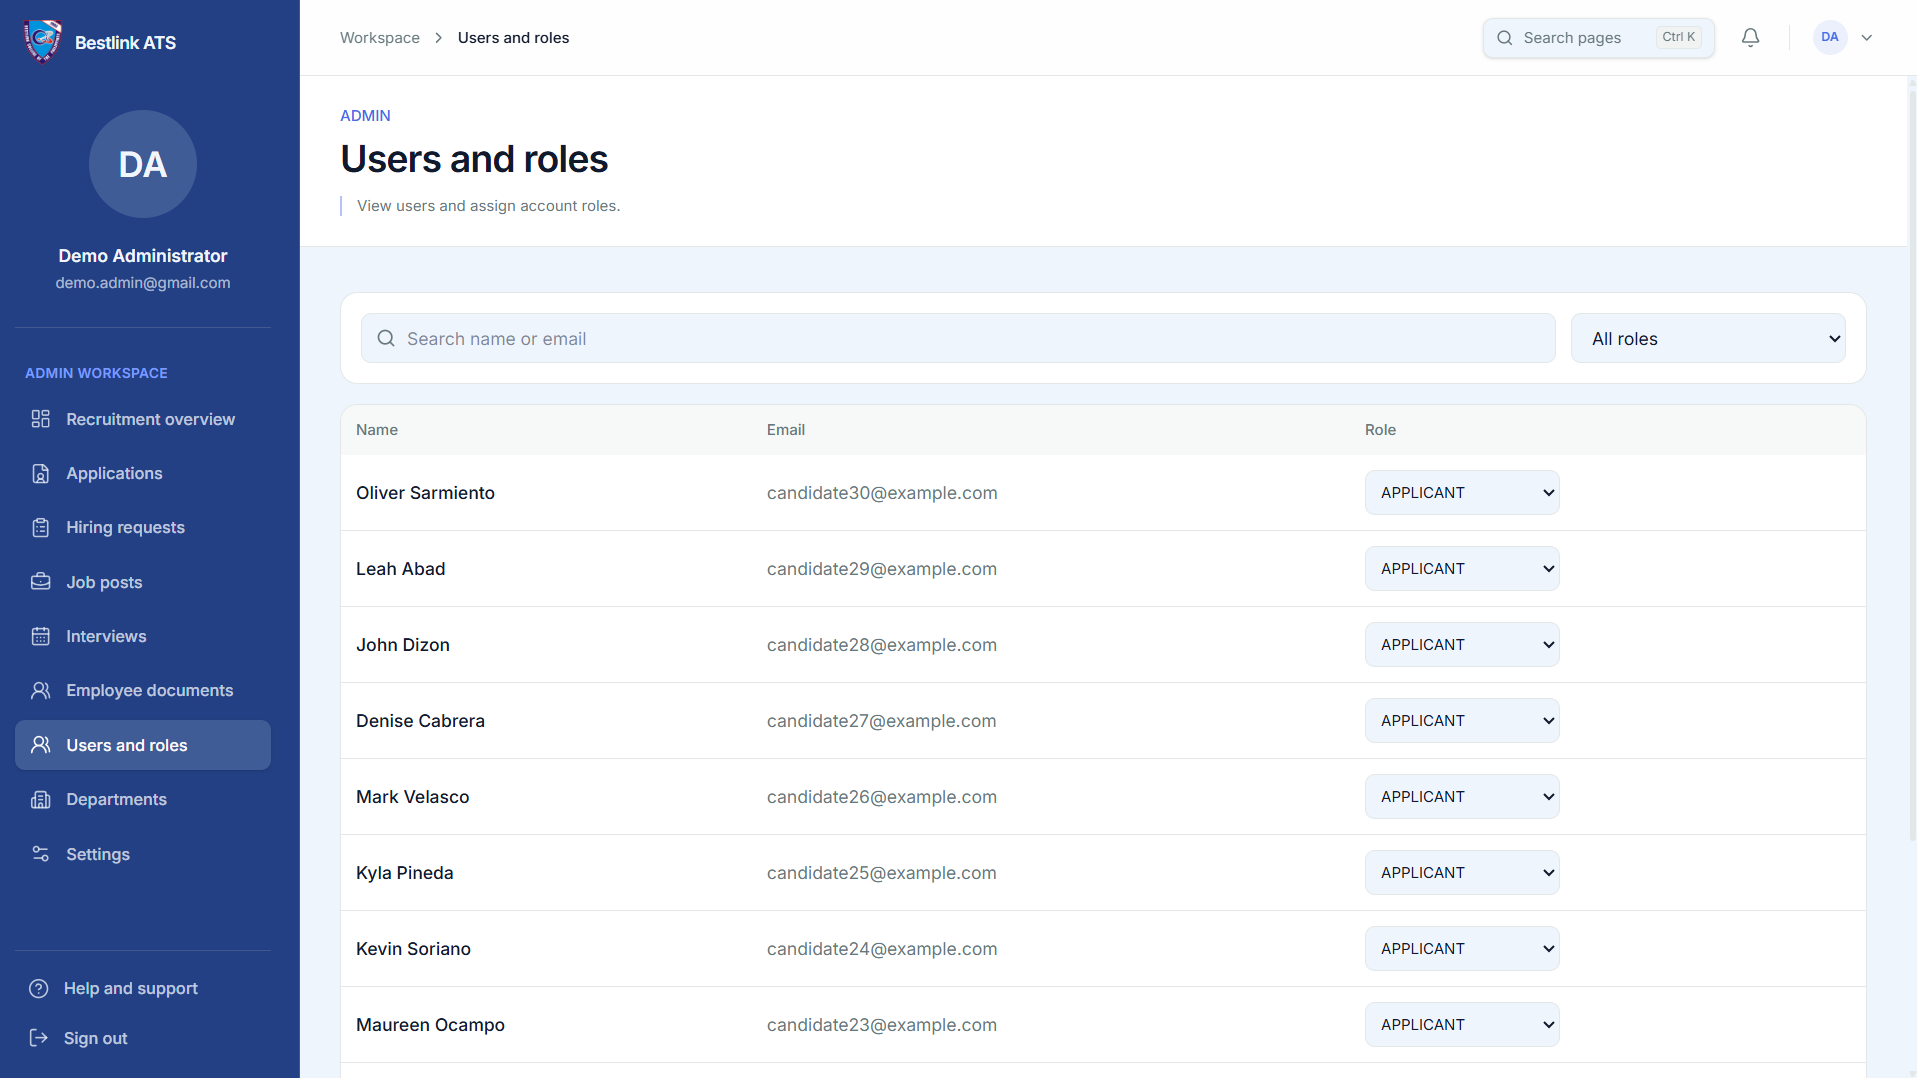 Bestlink ATS
DA
Demo Administrator
demo.admin@gmail.com
ADMIN WORKSPACE
Recruitment overview
Applications
Hiring requests
Job posts
Interviews
Employee documents
Users and roles
Departments
Settings
Help and support
Sign out
Workspace > Users and roles
Search pages Ctrl K
DA
ADMIN
Users and roles
View users and assign account roles.
Search name or email
All roles
Name Email Role
Oliver Sarmiento candidate30@example.com APPLICANT
Leah Abad candidate29@example.com APPLICANT
John Dizon candidate28@example.com APPLICANT
Denise Cabrera candidate27@example.com APPLICANT
Mark Velasco candidate26@example.com APPLICANT
Kyla Pineda candidate25@example.com APPLICANT
Kevin Soriano candidate24@example.com APPLICANT
Maureen Ocampo candidate23@example.com APPLICANT